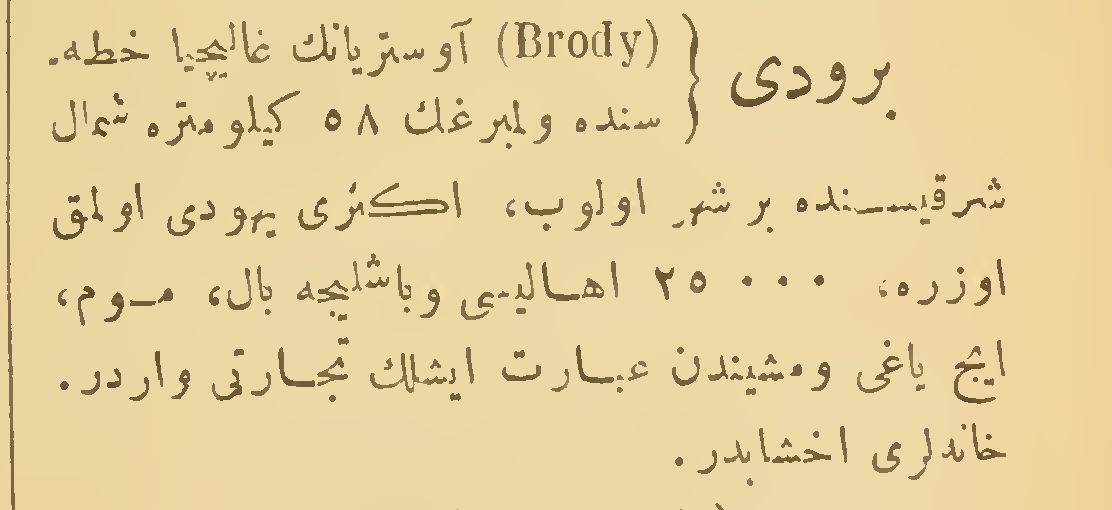 برودی { (Brody) آوستریانك غالیچیا خطه‌
سنده ولمبرغك ٥٨ كیلومتره شمال
شرقیسنده بر شهر اولوب، اكثری یهودی اولمق
اوزره، ٢٥٠٠٠ اهالیسی وباشلیجه بال، موم،
ایچ یاغی ومشیندن عبارت ایشلك تجارتی واردر.
خانه‌لری اخشابدر.